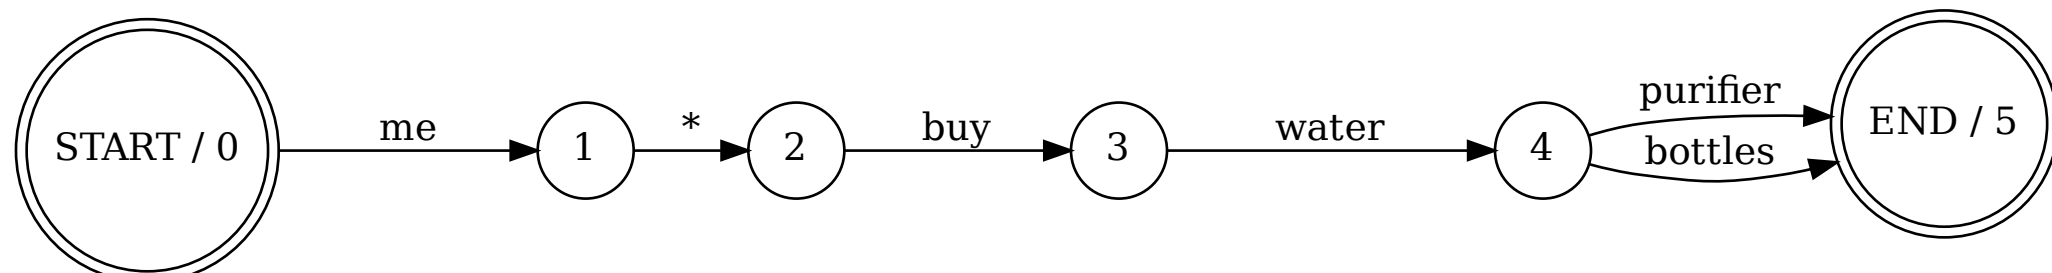 START / 0
me
1
*
2
buy
3
water
4
purifier
bottles
END / 5